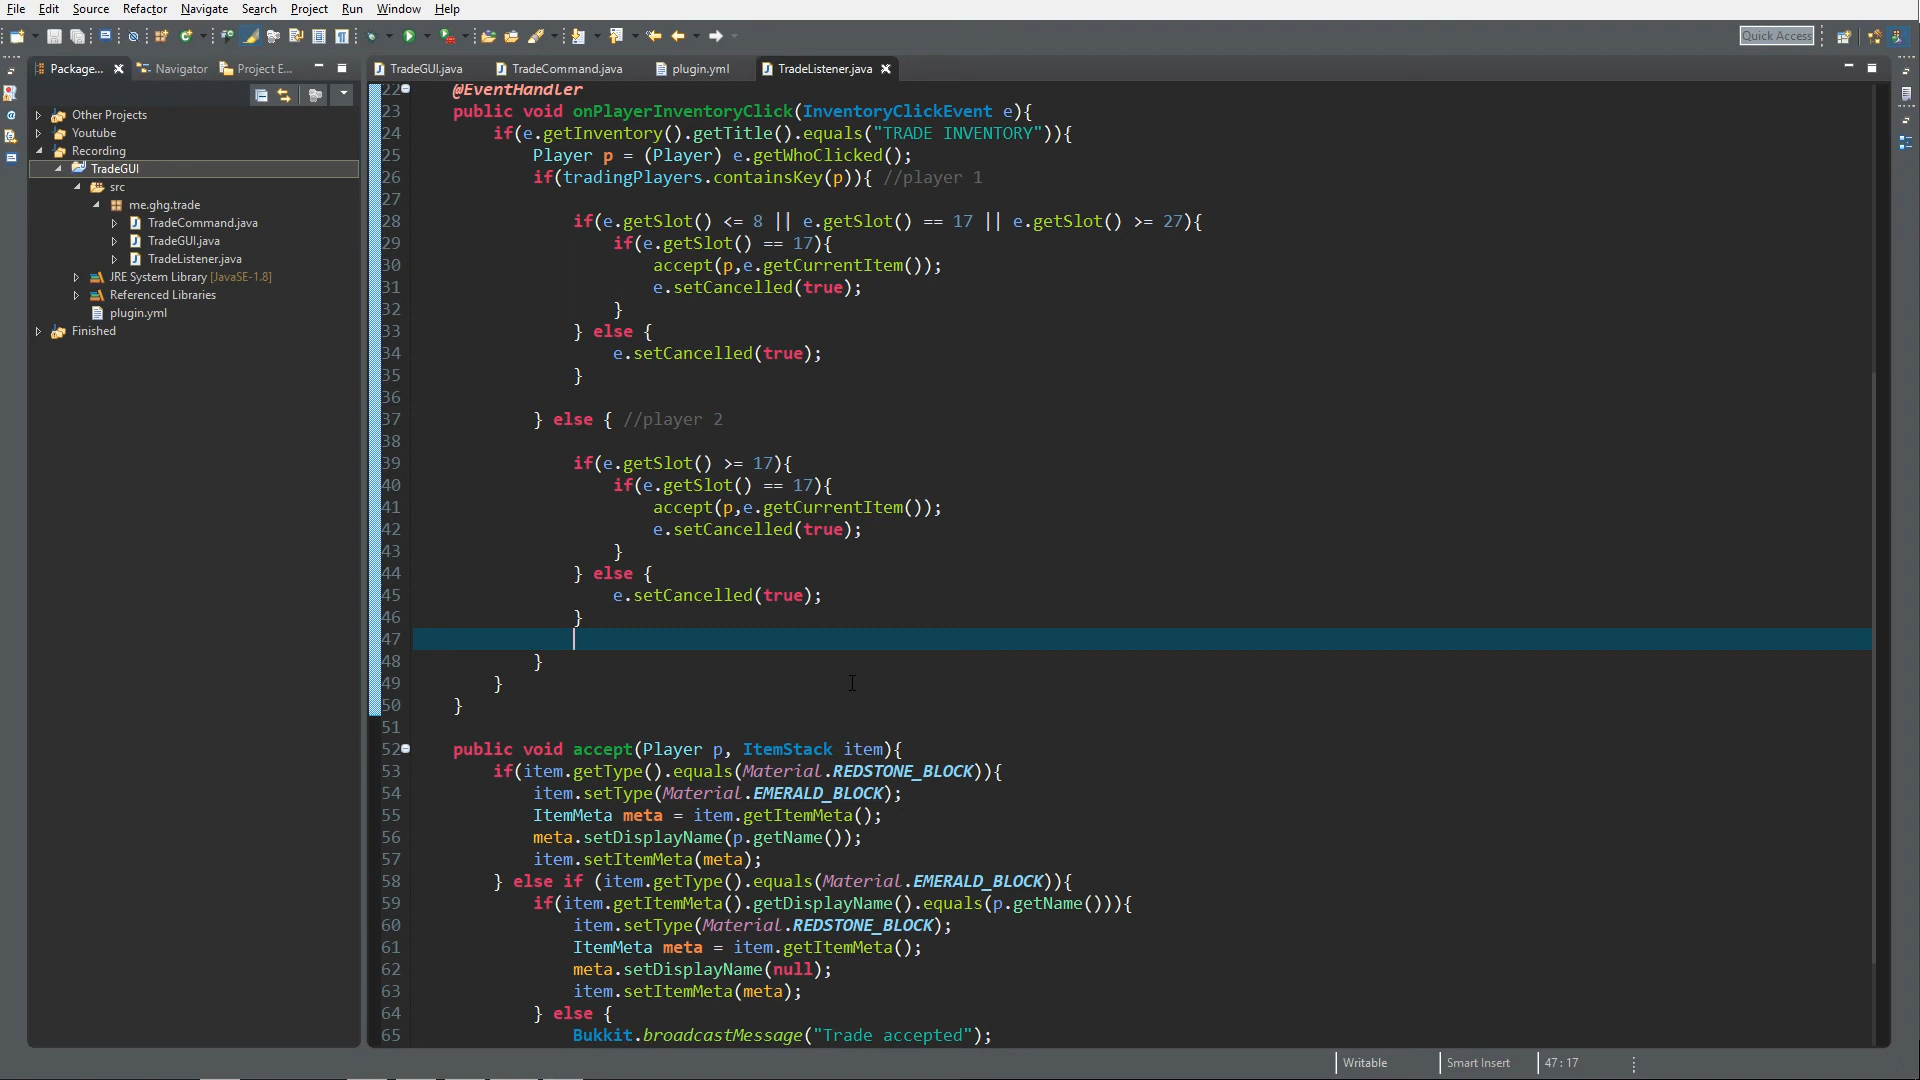 File Edit Source Refactor Navigate Search Project Run Window Help
Quick Access
Package... Navigator Project E...
TradeGUI.java TradeCommand.java plugin.yml TradeListener.java
Other Projects
Youtube
Recording
TradeGUI
src
me.ghg.trade
TradeCommand.java
TradeGUI.java
TradeListener.java
JRE System Library [JavaSE-1.8]
Referenced Libraries
plugin.yml
Finished
22 @EventHandler
23 public void onPlayerInventoryClick(InventoryClickEvent e){
24 if(e.getInventory().getTitle().equals("TRADE INVENTORY")){
25 Player p = (Player) e.getWhoClicked();
26 if(tradingPlayers.containsKey(p)){ //player 1
27
28 if(e.getSlot() <= 8 || e.getSlot() == 17 || e.getSlot() >= 27){
29 if(e.getSlot() == 17){
30 accept(p,e.getCurrentItem());
31 e.setCancelled(true);
32 }
33 } else {
34 e.setCancelled(true);
35 }
36
37 } else { //player 2
38
39 if(e.getSlot() >= 17){
40 if(e.getSlot() == 17){
41 accept(p,e.getCurrentItem());
42 e.setCancelled(true);
43 }
44 } else {
45 e.setCancelled(true);
46 }
47
48 }
49 }
50 }
51
52 public void accept(Player p, ItemStack item){
53 if(item.getType().equals(Material.REDSTONE_BLOCK)){
54 item.setType(Material.EMERALD_BLOCK);
55 ItemMeta meta = item.getItemMeta();
56 meta.setDisplayName(p.getName());
57 item.setItemMeta(meta);
58 } else if (item.getType().equals(Material.EMERALD_BLOCK)){
59 if(item.getItemMeta().getDisplayName().equals(p.getName())){
60 item.setType(Material.REDSTONE_BLOCK);
61 ItemMeta meta = item.getItemMeta();
62 meta.setDisplayName(null);
63 item.setItemMeta(meta);
64 } else {
65 Bukkit.broadcastMessage("Trade accepted");
Writable Smart Insert 47 : 17